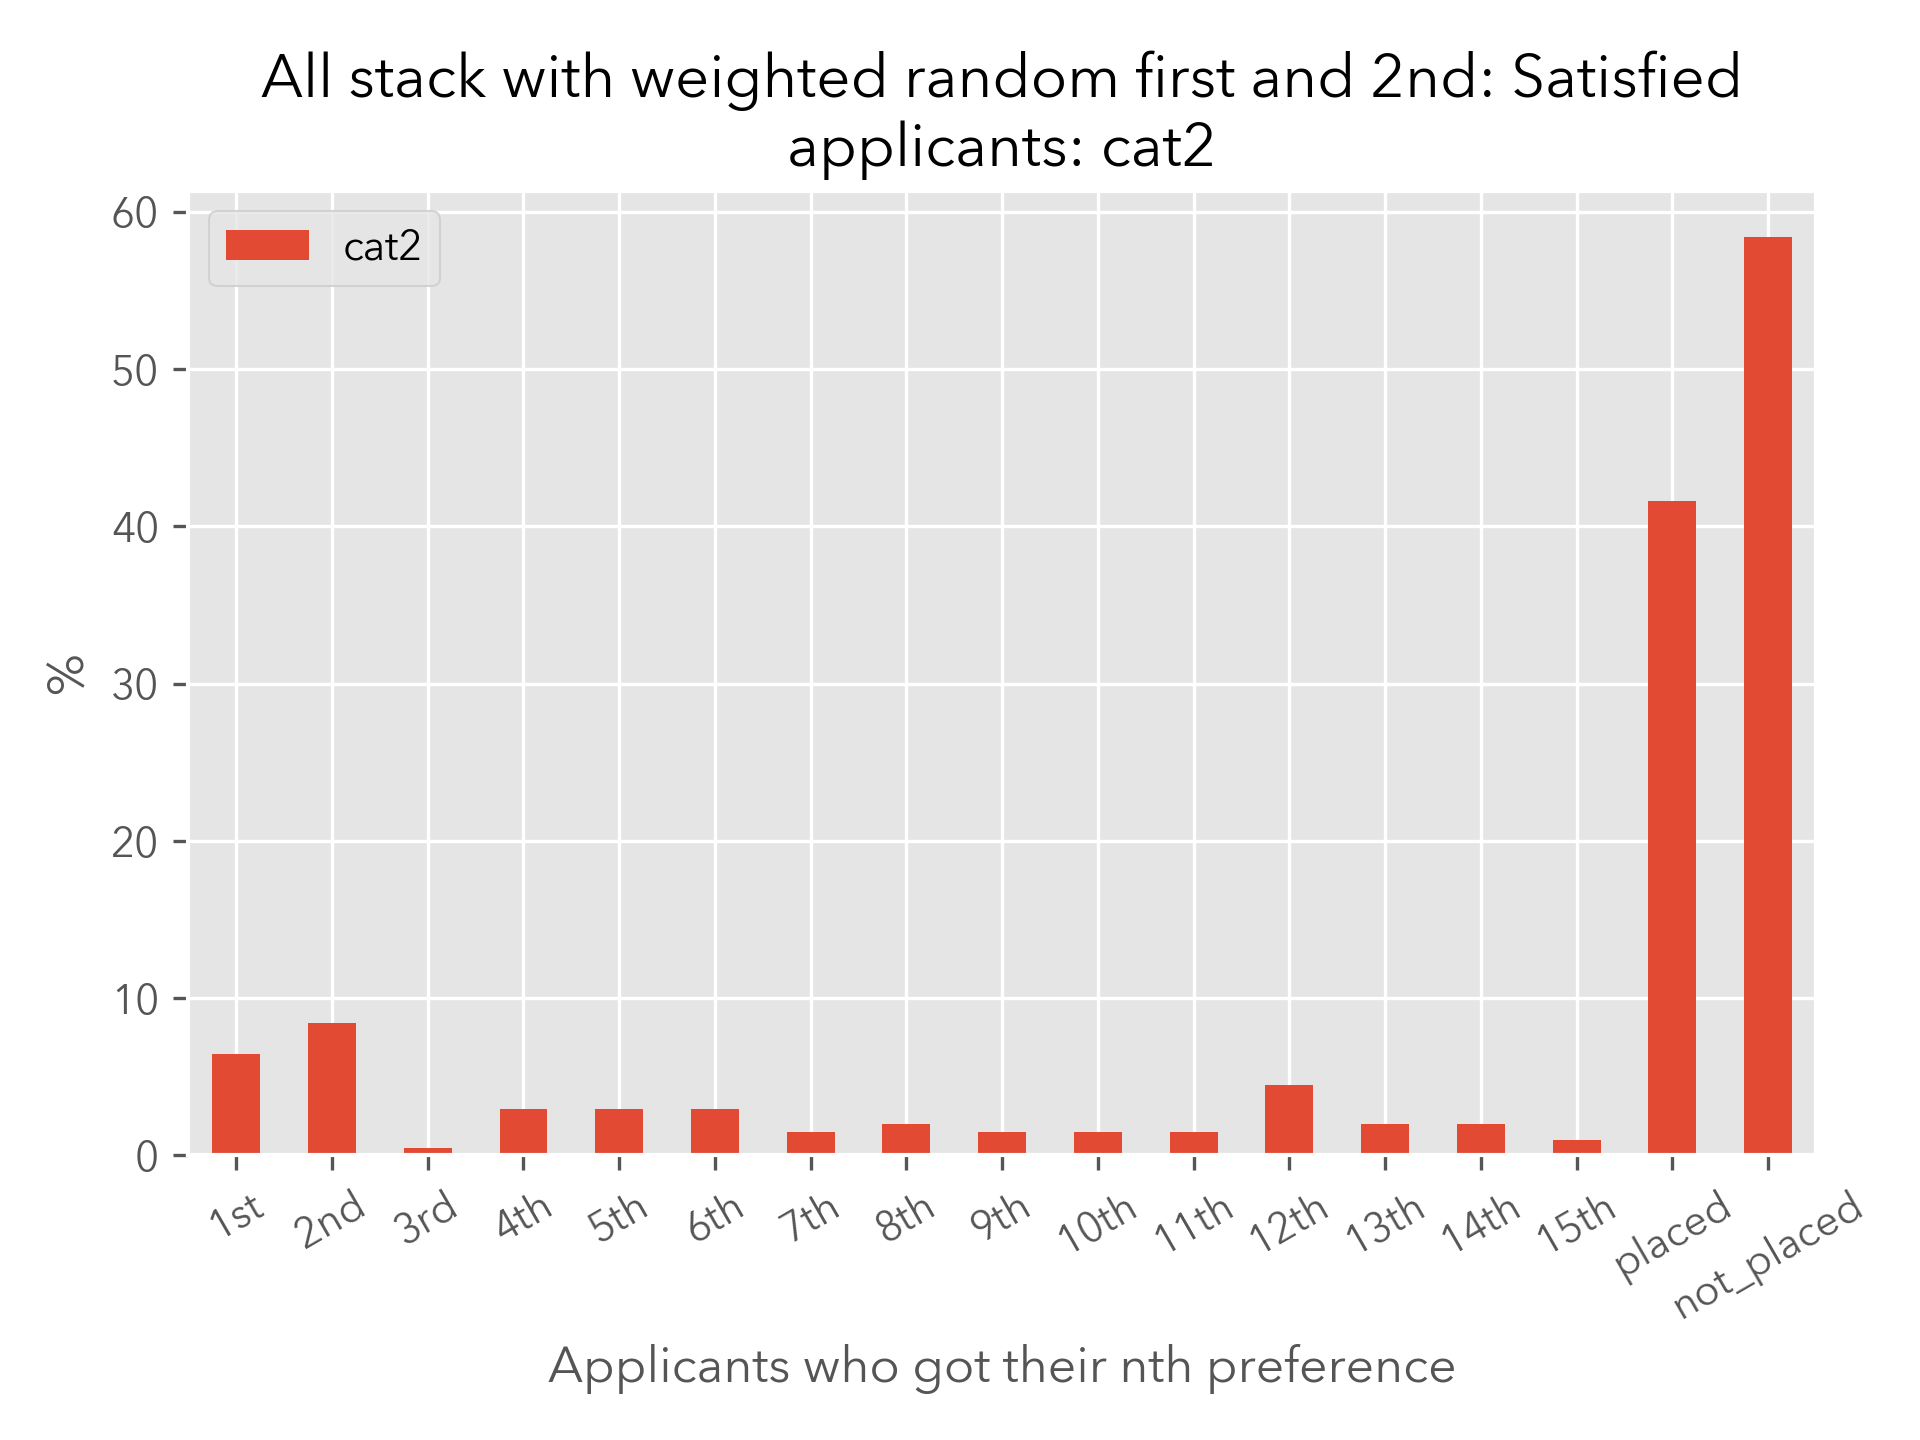 All stack with weighted random first and 2nd: Satisfied
applicants: cat2
cat2
60
50
40
30
20
10
0
%
1st
2nd
3rd
4th
5th
6th
7th
8th
9th
10th
11th
12th
13th
14th
15th
placed
not_placed
Applicants who got their nth preference